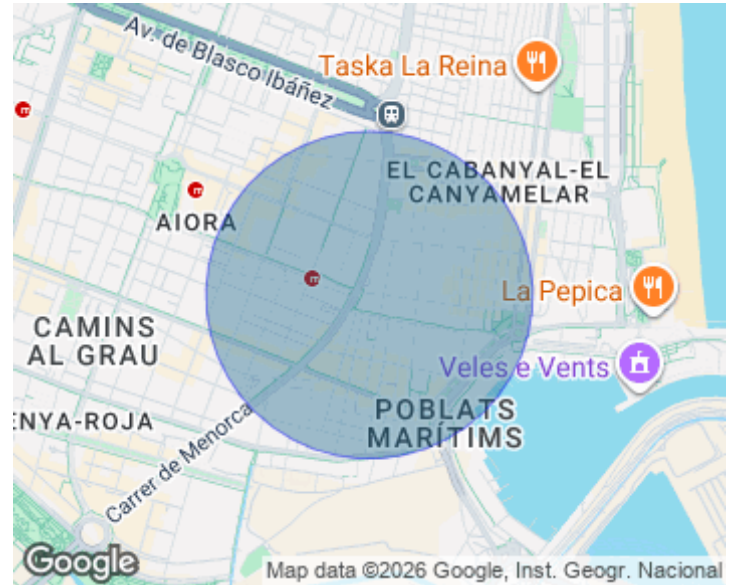 Av. de Blasco Ibáñez
Taska La Reina
EL CABANYAL-EL
CANYAMELAR
AIORA
La Pepica
CAMINS
AL GRAU
Veles e Vents
ENYA-ROJA
POBLATS
MARÍTIMS
Carrer de Menorca
Google
Map data ©2026 Google, Inst. Geogr. Nacional